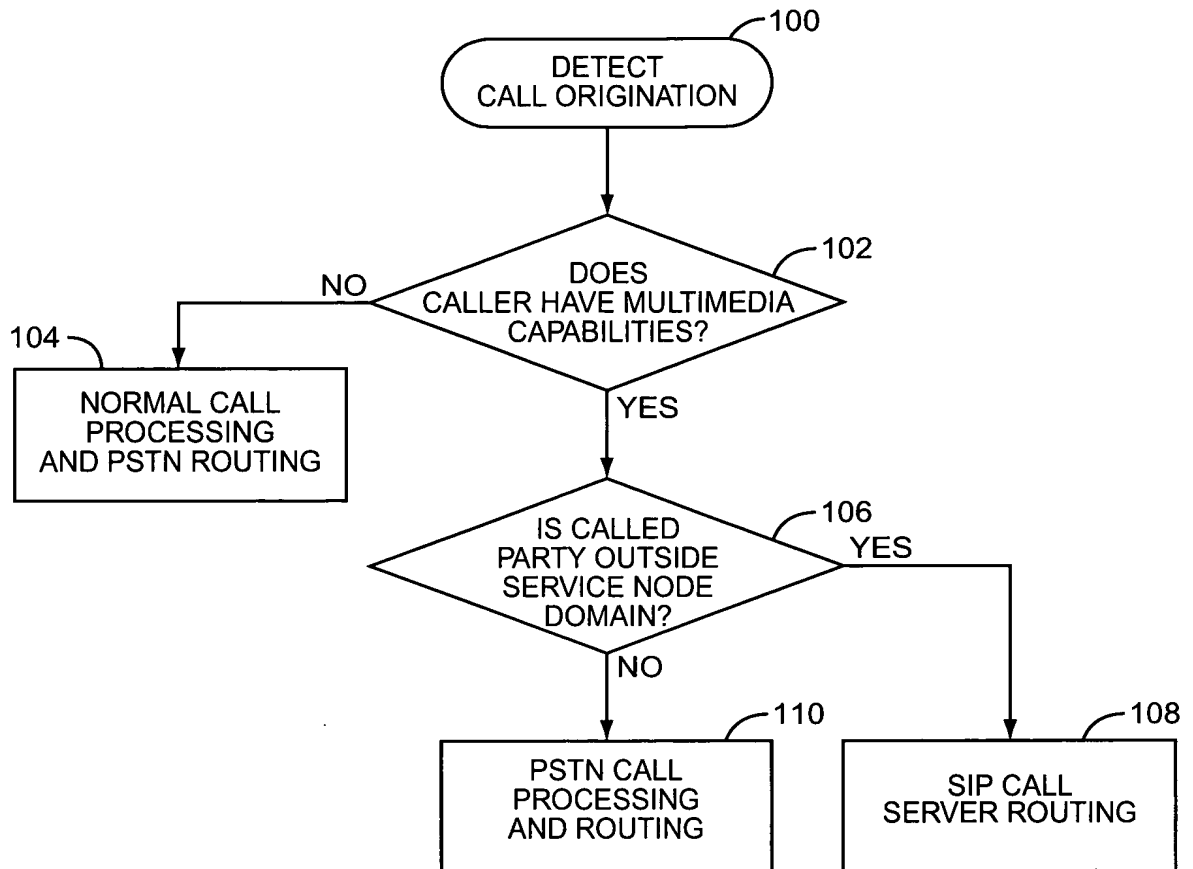 100
DETECT
CALL ORIGINATION
102
DOES
CALLER HAVE MULTIMEDIA
CAPABILITIES?
NO
104
NORMAL CALL
PROCESSING
AND PSTN ROUTING
YES
106
IS CALLED
PARTY OUTSIDE
SERVICE NODE
DOMAIN?
YES
NO
110
PSTN CALL
PROCESSING
AND ROUTING
108
SIP CALL
SERVER ROUTING